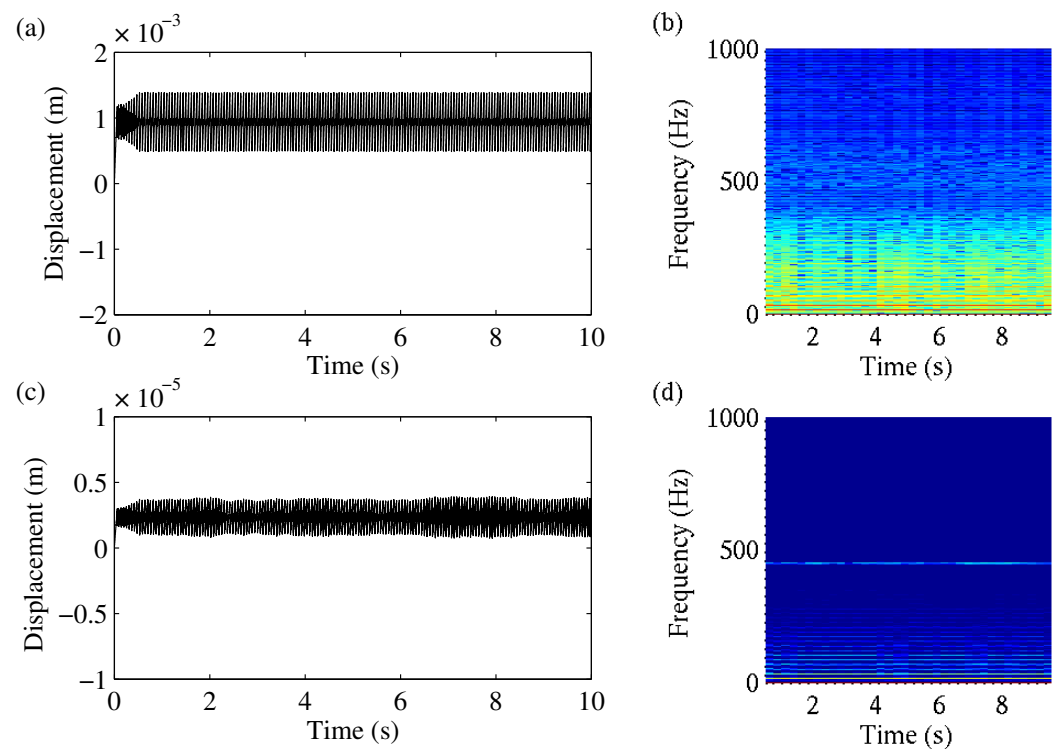 (a)
× 10⁻³
Displacement (m)
2
1
0
−1
−2
0 2 4 6 8 10
Time (s)
(b)
Frequency (Hz)
1000
500
0
2 4 6 8
Time (s)
(c)
× 10⁻⁵
Displacement (m)
1
0.5
0
−0.5
−1
0 2 4 6 8 10
Time (s)
(d)
Frequency (Hz)
1000
500
0
2 4 6 8
Time (s)